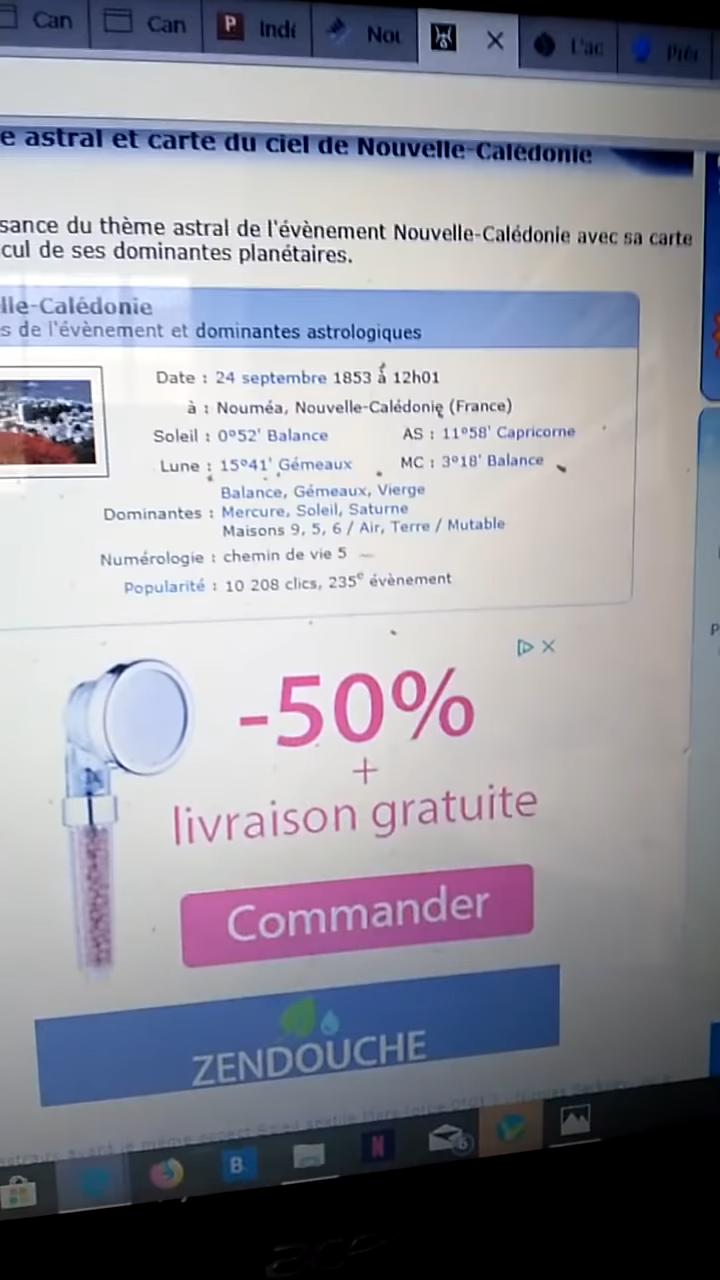 Can
Can
Indé
Nou
L'ac
e astral et carte du ciel de Nouvelle-Calédonie
sance du thème astral de l'évènement Nouvelle-Calédonie avec sa carte
cul de ses dominantes planétaires.
lle-Calédonie
s de l'évènement et dominantes astrologiques
Date : 24 septembre 1853 à 12h01
à : Nouméa, Nouvelle-Calédonie (France)
Soleil : 0°52' Balance AS : 11°58' Capricorne
Lune : 15°41' Gémeaux MC : 3°18' Balance
Balance, Gémeaux, Vierge
Dominantes : Mercure, Soleil, Saturne
Maisons 9, 5, 6 / Air, Terre / Mutable
Numérologie : chemin de vie 5
Popularité : 10 208 clics, 235e évènement
-50%
+
livraison gratuite
Commander
ZENDOUCHE
B
N
6
acer